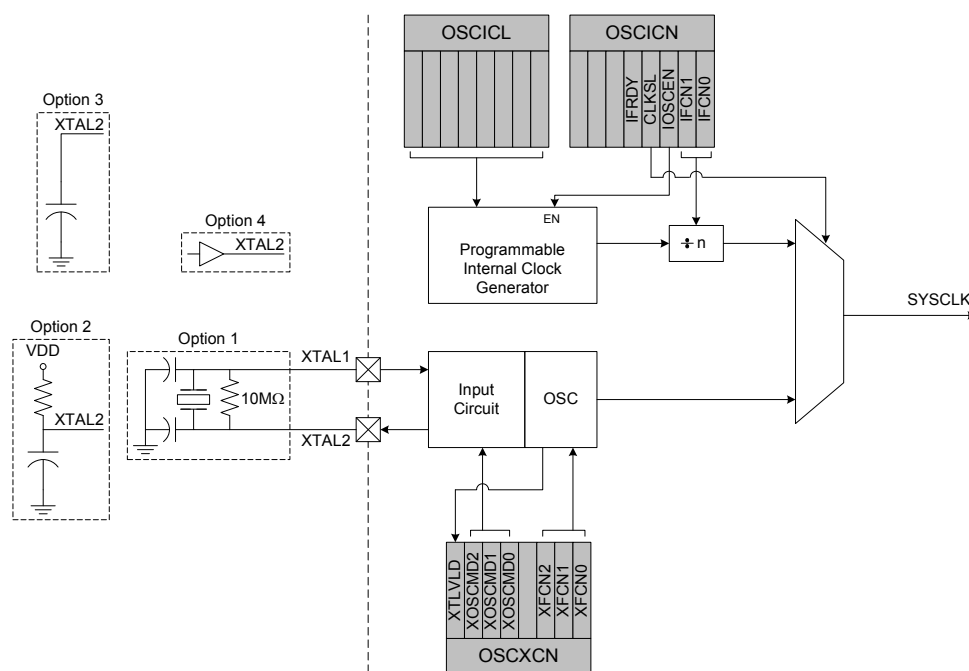 OSCICL
OSCICN
IFRDY
CLKSL
IOSCEN
IFCN1
IFCN0
Option 3
XTAL2
Option 4
XTAL2
EN
Programmable
Internal Clock
Generator
÷ n
SYSCLK
Option 2
VDD
XTAL2
Option 1
10MΩ
XTAL1
XTAL2
Input
Circuit
OSC
XTLVLD
XOSCMD2
XOSCMD1
XOSCMD0
XFCN2
XFCN1
XFCN0
OSCXCN